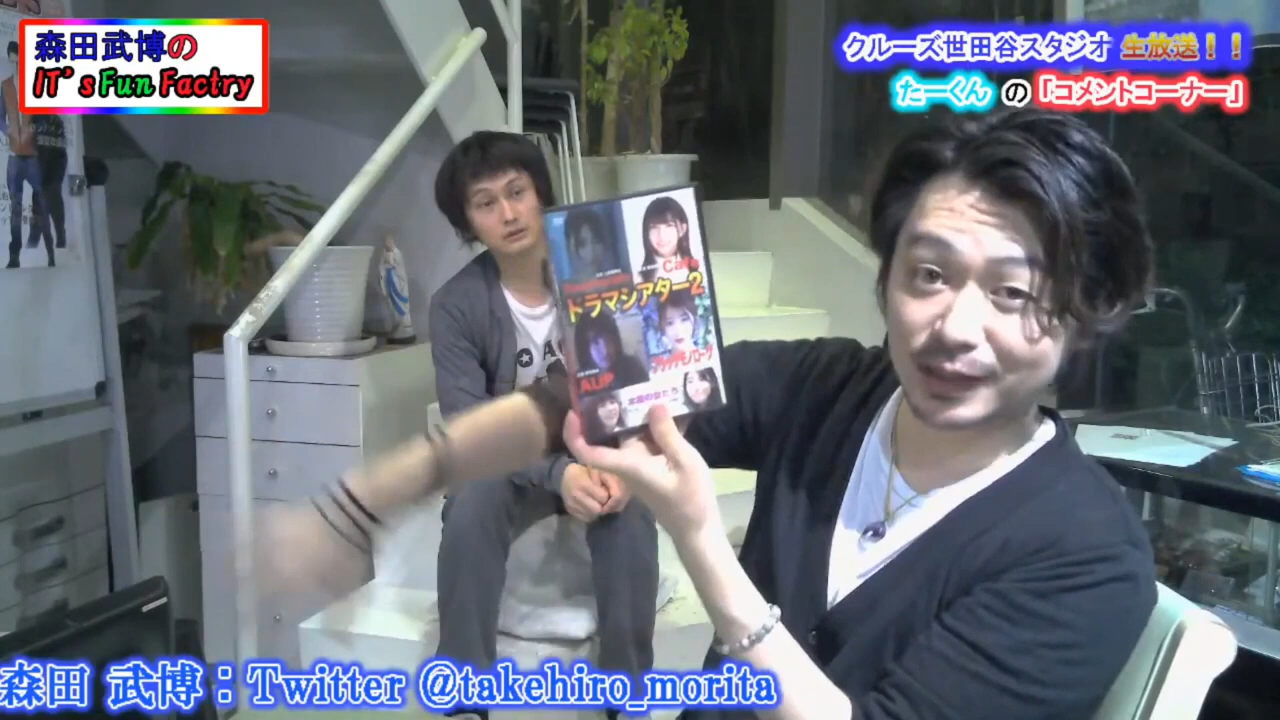 森田武博の
IT's Fun Factry
クルーズ世田谷スタジオ 生放送！！
たーくん の 「コメントコーナー」
Cafe
ドラマシアター2
AUP
森田 武博：Twitter @takehiro_morita